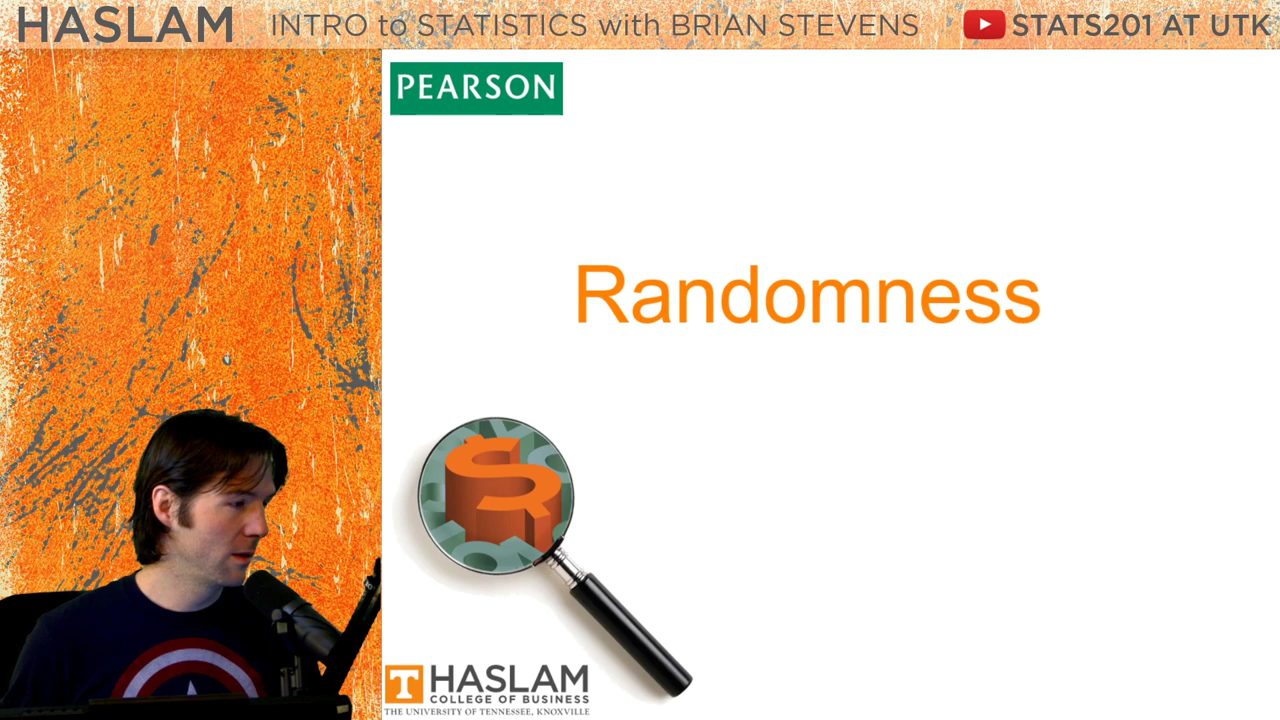 HASLAM INTRO to STATISTICS with BRIAN STEVENS STATS201 AT UTK
PEARSON
Randomness
T HASLAM
COLLEGE OF BUSINESS
THE UNIVERSITY OF TENNESSEE, KNOXVILLE